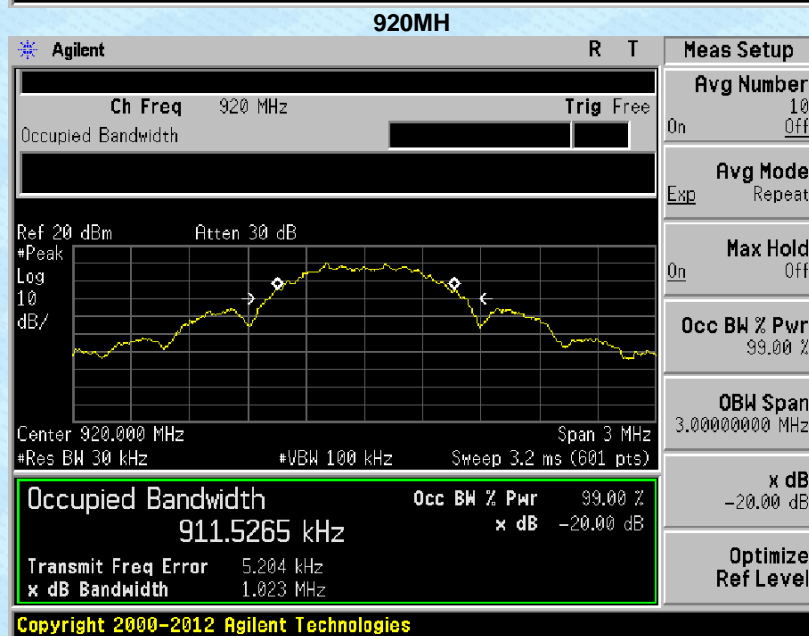 920MH
Agilent R T Meas Setup
Ch Freq 920 MHz Trig Free
Occupied Bandwidth
Avg Number
10
On Off
Avg Mode
Exp Repeat
Max Hold
On Off
Occ BW % Pwr
99.00 %
OBW Span
3.00000000 MHz
x dB
-20.00 dB
Optimize
Ref Level
Ref 20 dBm Atten 30 dB
#Peak
Log
10
dB/
Center 920.000 MHz Span 3 MHz
#Res BW 30 kHz #VBW 100 kHz Sweep 3.2 ms (601 pts)
Occupied Bandwidth Occ BW % Pwr 99.00 %
911.5265 kHz x dB -20.00 dB
Transmit Freq Error 5.204 kHz
x dB Bandwidth 1.023 MHz
Copyright 2000-2012 Agilent Technologies